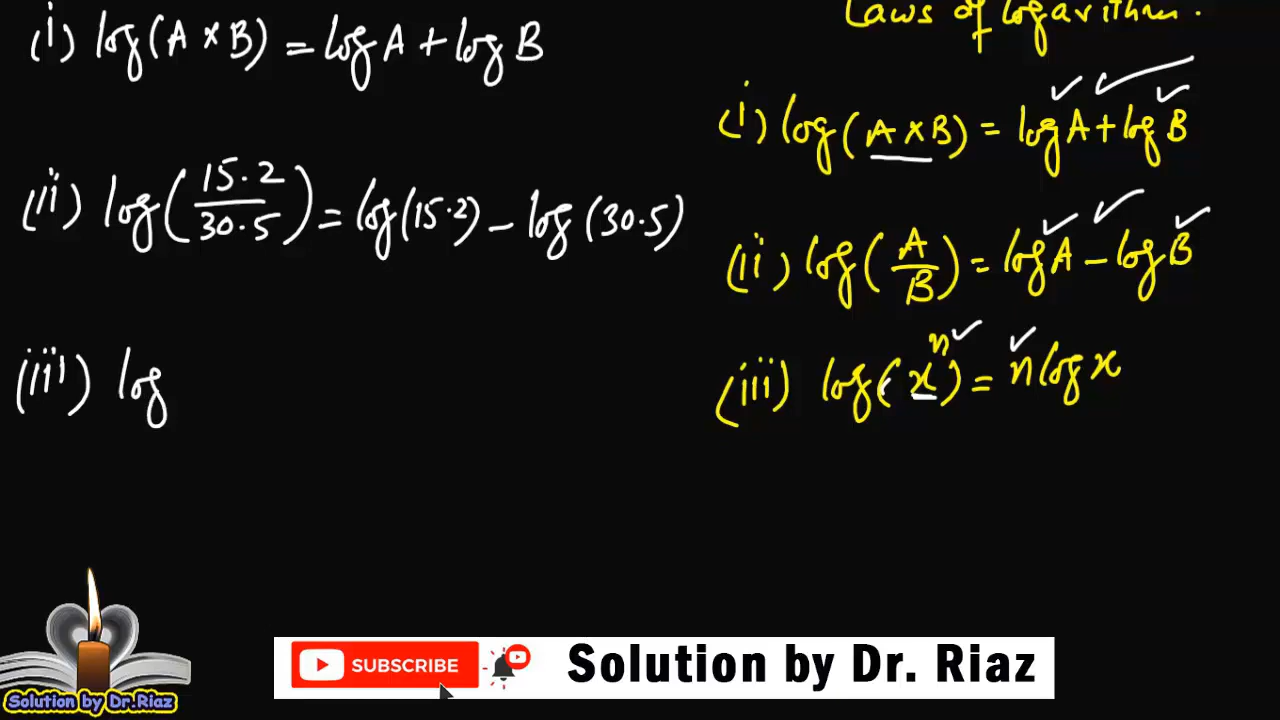 (i) log(A × B) = log A + log B
(ii) log(15.2/30.5) = log(15.2) − log(30.5)
(iii) log
Laws of logarithm.
(i) log(A × B) = log A + log B
(ii) log(A/B) = log A − log B
(iii) log(xⁿ) = n log x
Solution by Dr.Riaz
SUBSCRIBE
Solution by Dr. Riaz